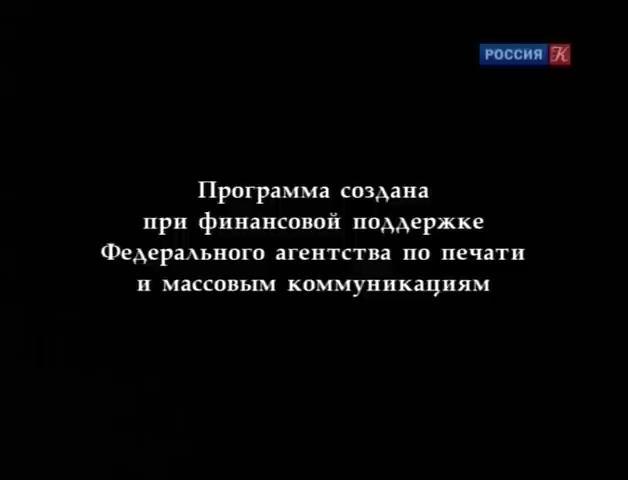 РОССИЯ К
Программа создана
при финансовой поддержке
Федерального агентства по печати
и массовым коммуникациям